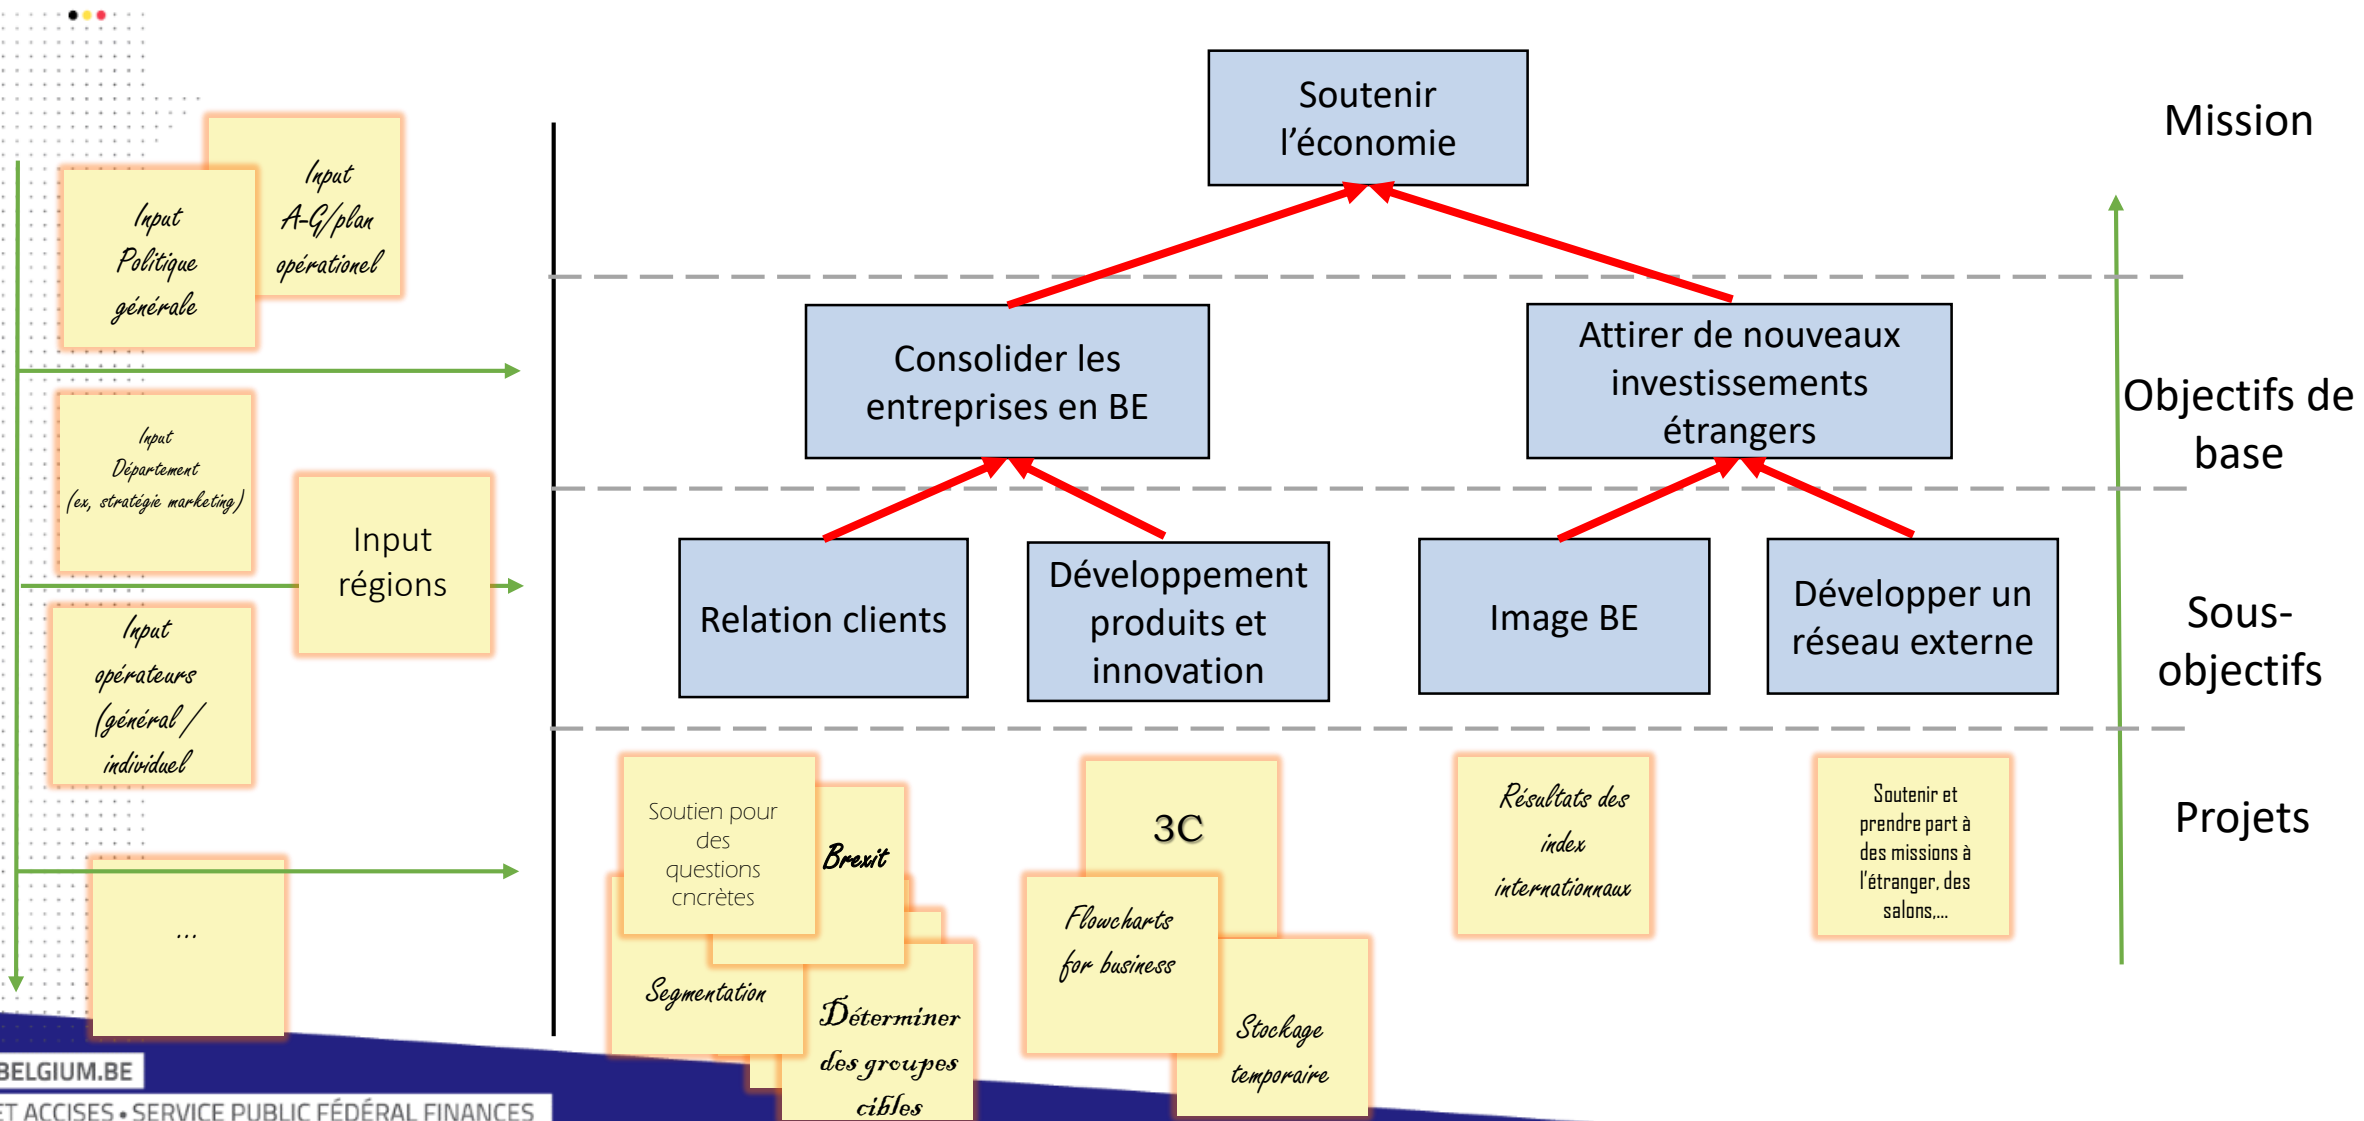 Soutenir
l'économie
Mission
Input
A-G/plan
opérationel
Input
Politique
générale
Consolider les
entreprises en BE
Attirer de nouveaux
investissements
étrangers
Objectifs de
base
Input
Département
(ex, stratégie marketing)
Input
régions
Relation clients
Développement
produits et
innovation
Image BE
Développer un
réseau externe
Sous-
objectifs
Input
opérateurs
(général /
individuel
Soutien pour
des
questions
cncrètes
Brexit
Segmentation
Déterminer
des groupes
cibles
3C
Flowcharts
for business
Stockage
temporaire
Résultats des
index
internationnaux
Soutenir et
prendre part à
des missions à
l'étranger, des
salons,...
Projets
...
BELGIUM.BE
ET ACCISES • SERVICE PUBLIC FÉDÉRAL FINANCES